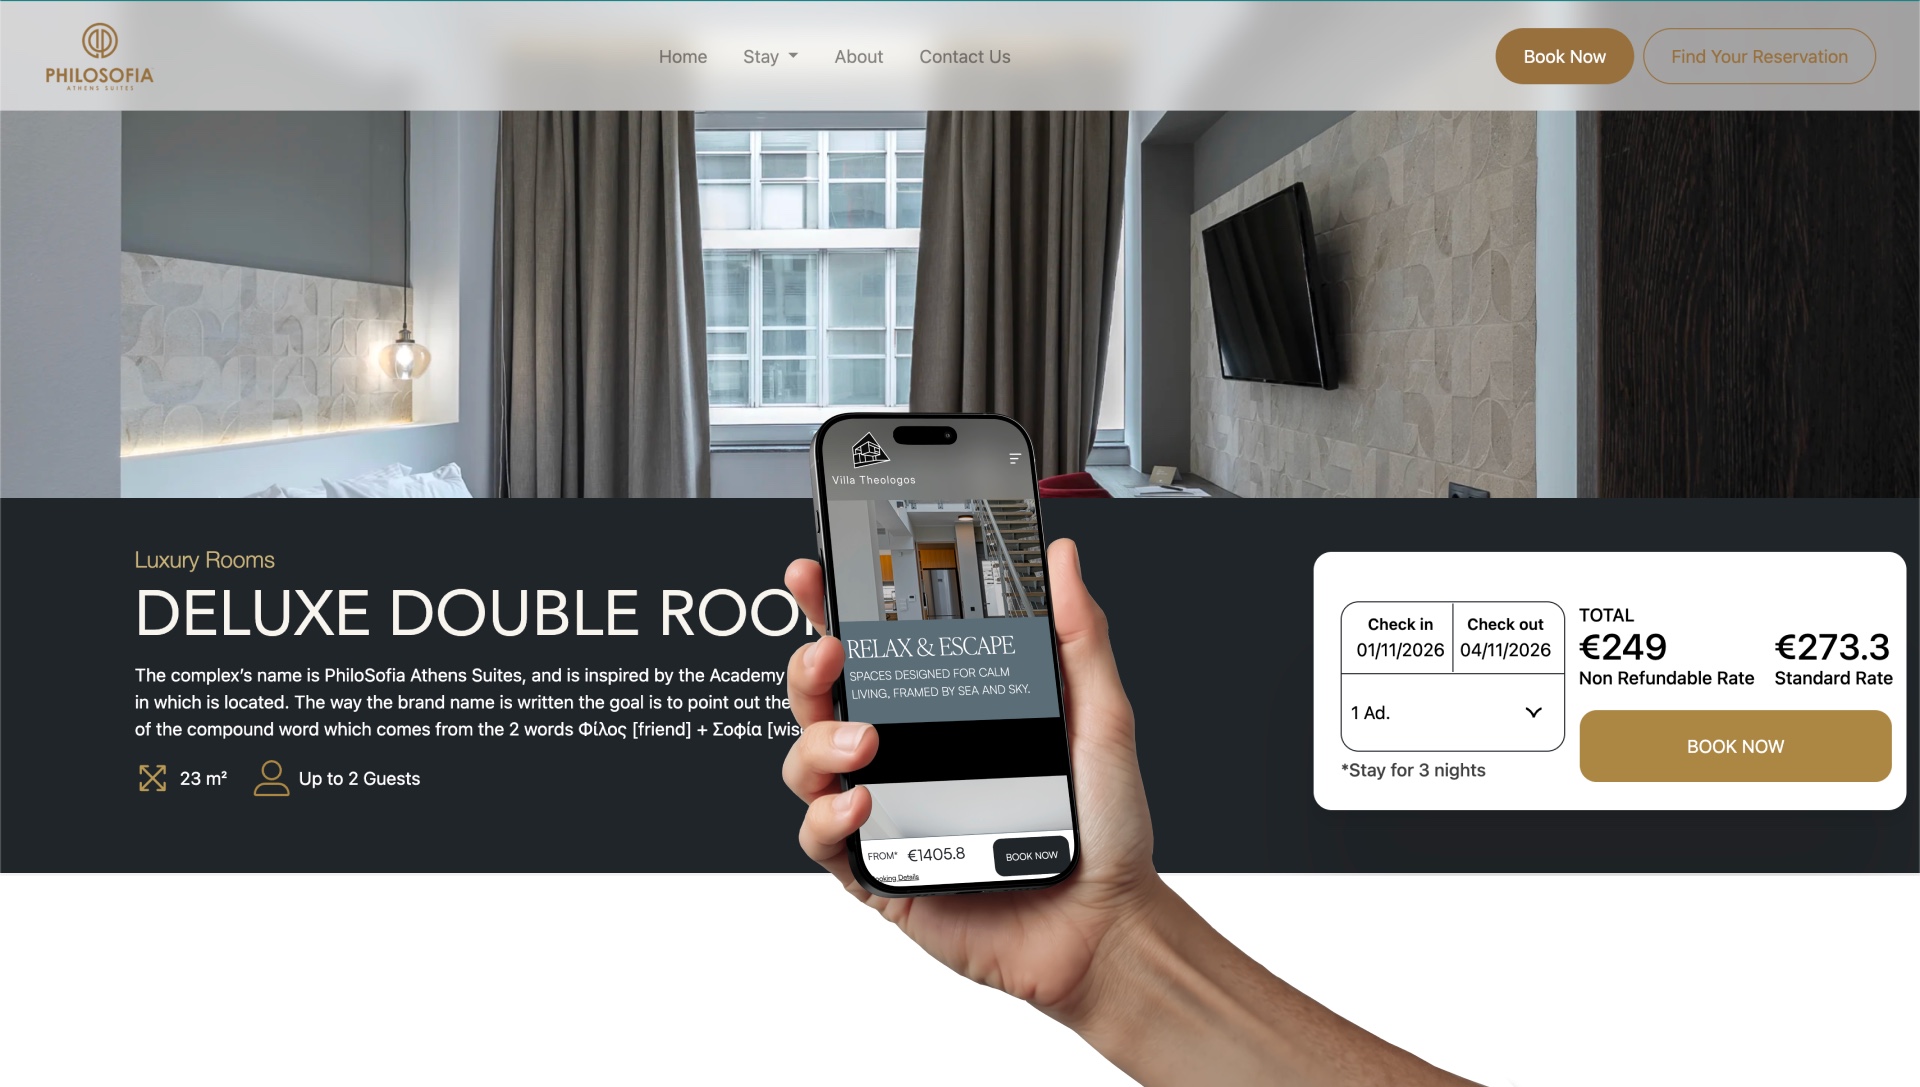 PHILOSOFIA
ATHENS SUITES
Home
Stay
About
Contact Us
Book Now
Find Your Reservation
Luxury Rooms
DELUXE DOUBLE
The complex’s name is PhiloSofia Athens Suites, and is inspired by the Academy
in which is located. The way the brand name is written the goal is to point out the
of the compound word which comes from the 2 words Φίλος [friend] + Σοφία
23 m²
Up to 2 Guests
Villa Theologos
RELAX & ESCAPE
SPACES DESIGNED FOR CALM
LIVING, FRAMED BY SEA AND SKY.
FROM*
€1405.8
BOOK NOW
Details
Check in
01/11/2026
Check out
04/11/2026
1 Ad.
*Stay for 3 nights
TOTAL
€249
Non Refundable Rate
€273.3
Standard Rate
BOOK NOW